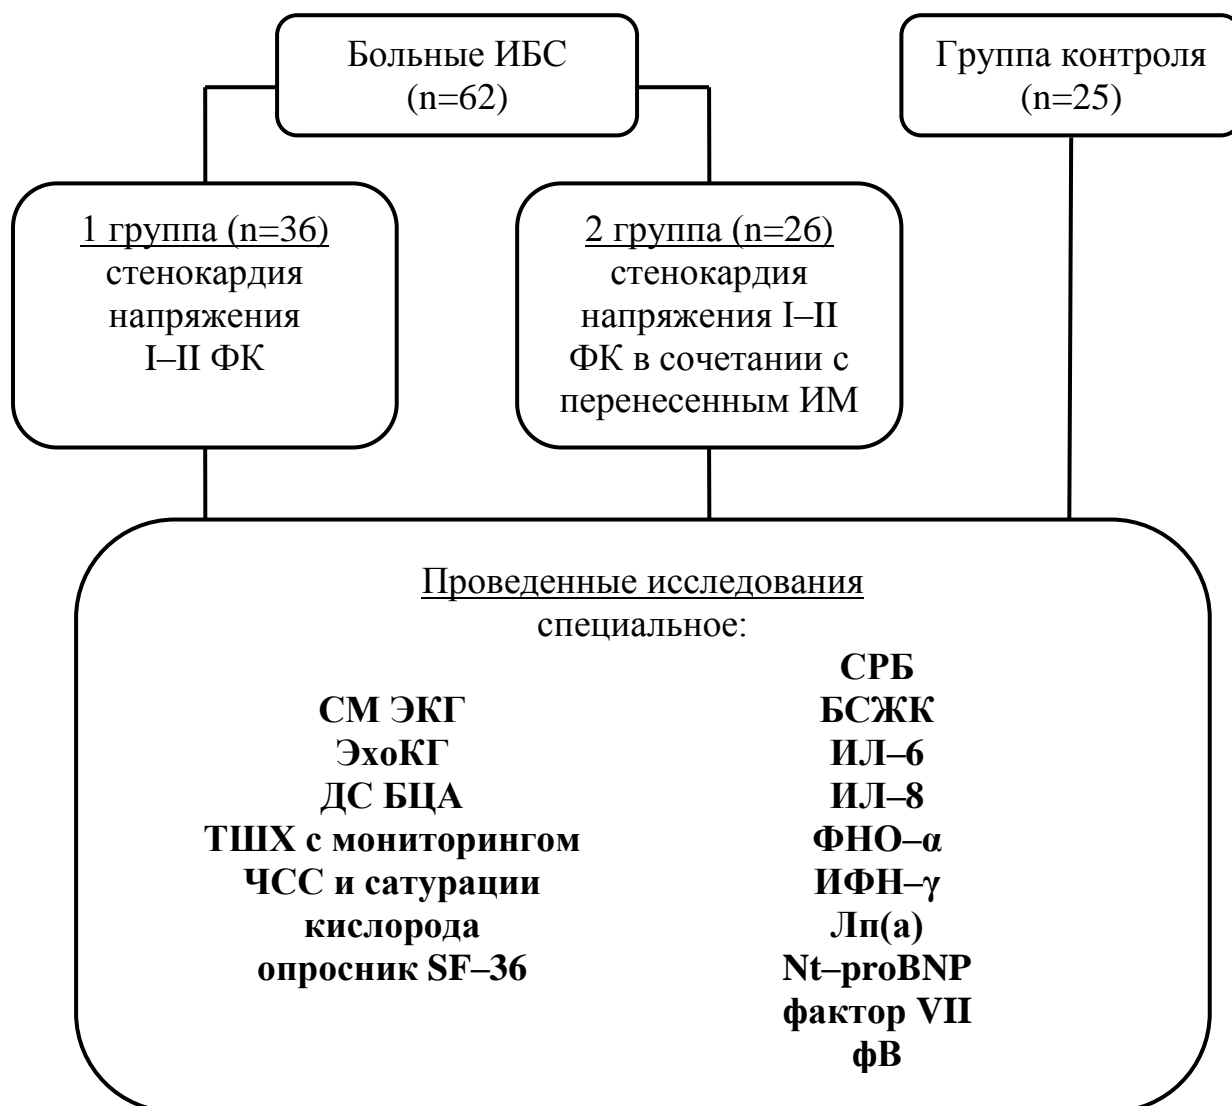 Больные ИБС
(n=62)
Группа контроля
(n=25)
1 группа (n=36)
стенокардия
напряжения
I–II ФК
2 группа (n=26)
стенокардия
напряжения I–II
ФК в сочетании с
перенесенным ИМ
Проведенные исследования
специальное:
СМ ЭКГ
ЭхоКГ
ДС БЦА
ТШХ с мониторингом
ЧСС и сатурации
кислорода
опросник SF–36
СРБ
БСЖК
ИЛ–6
ИЛ–8
ФНО–α
ИФН–γ
Лп(а)
Nt–proBNP
фактор VII
фВ